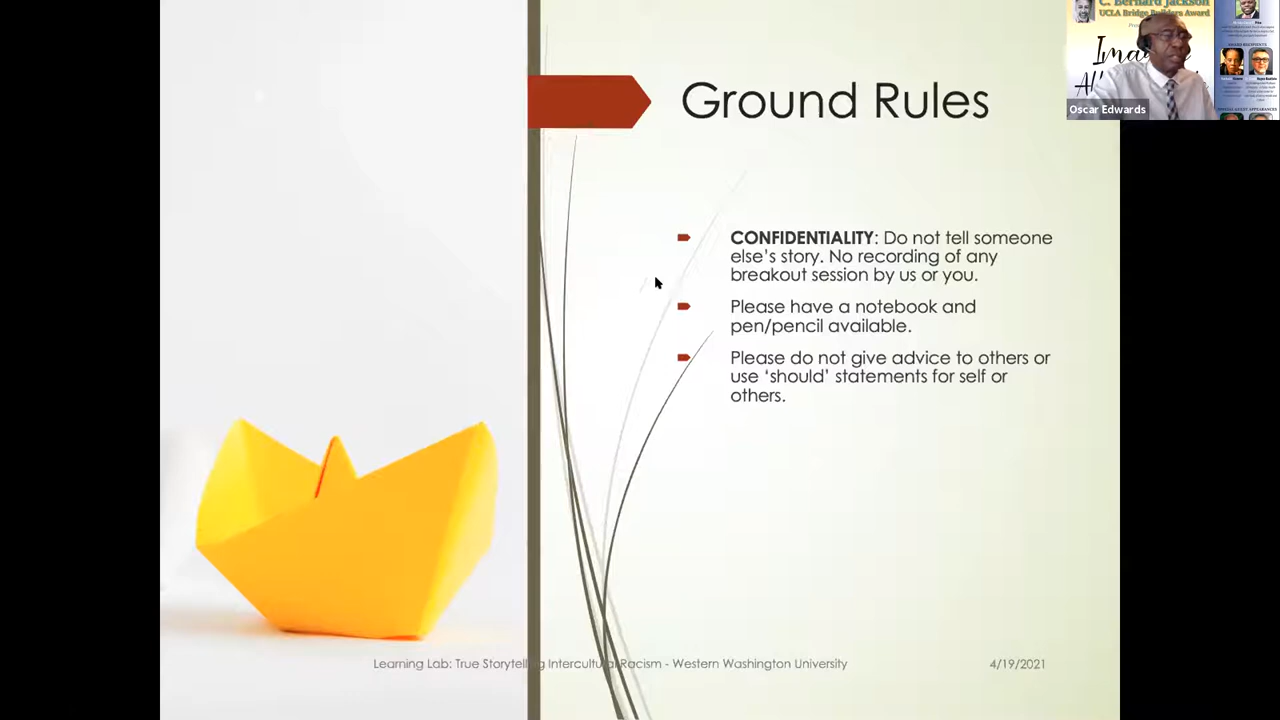 Ground Rules
C. Bernard Jackson
UCLA Bridge Builders Award
Oscar Edwards
CONFIDENTIALITY: Do not tell someone
else’s story. No recording of any
breakout session by us or you.
Please have a notebook and
pen/pencil available.
Please do not give advice to others or
use ‘should’ statements for self or
others.
Learning Lab: True Storytelling Intercultural Racism - Western Washington University
4/19/2021